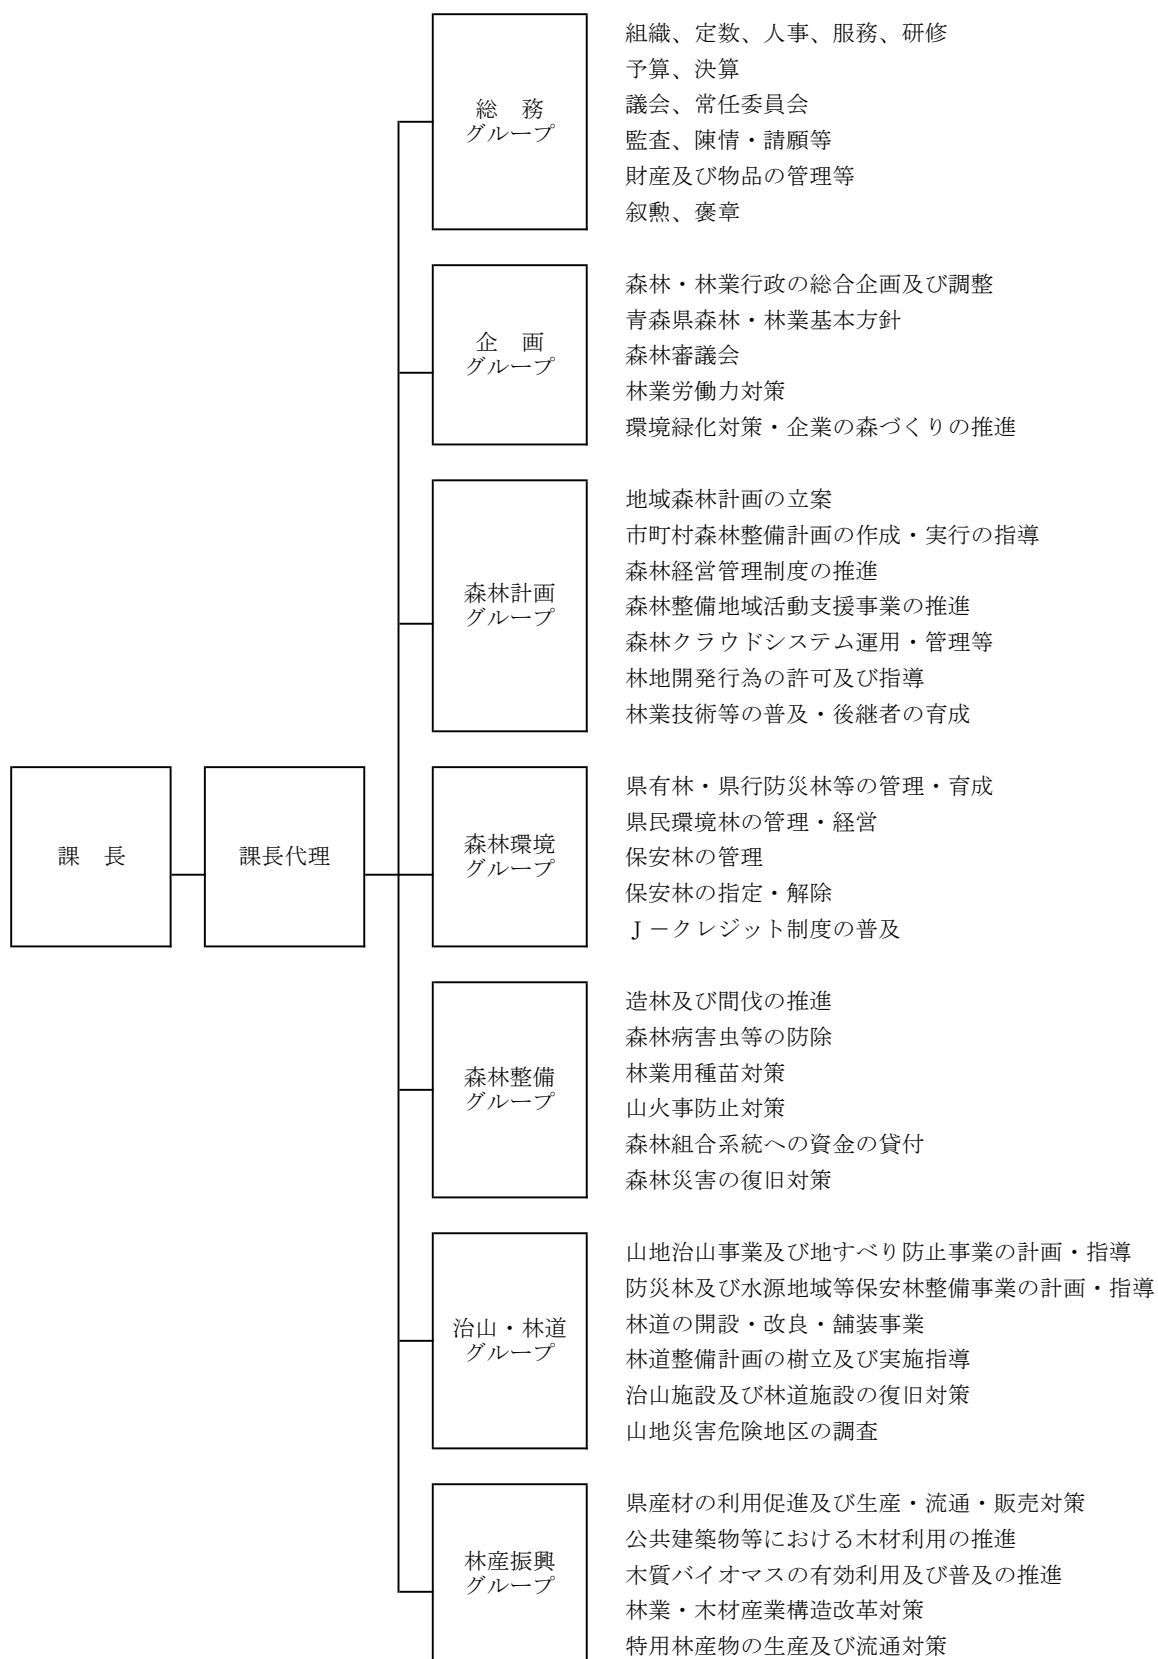 総　務
グループ
組織、定数、人事、服務、研修
予算、決算
議会、常任委員会
監査、陳情・請願等
財産及び物品の管理等
叙勲、褒章
企　画
グループ
森林・林業行政の総合企画及び調整
青森県森林・林業基本方針
森林審議会
林業労働力対策
環境緑化対策・企業の森づくりの推進
森林計画
グループ
地域森林計画の立案
市町村森林整備計画の作成・実行の指導
森林経営管理制度の推進
森林整備地域活動支援事業の推進
森林クラウドシステム運用・管理等
林地開発行為の許可及び指導
林業技術等の普及・後継者の育成
課　長
課長代理
森林環境
グループ
県有林・県行防災林等の管理・育成
県民環境林の管理・経営
保安林の管理
保安林の指定・解除
Ｊ－クレジット制度の普及
森林整備
グループ
造林及び間伐の推進
森林病害虫等の防除
林業用種苗対策
山火事防止対策
森林組合系統への資金の貸付
森林災害の復旧対策
治山・林道
グループ
山地治山事業及び地すべり防止事業の計画・指導
防災林及び水源地域等保安林整備事業の計画・指導
林道の開設・改良・舗装事業
林道整備計画の樹立及び実施指導
治山施設及び林道施設の復旧対策
山地災害危険地区の調査
林産振興
グループ
県産材の利用促進及び生産・流通・販売対策
公共建築物等における木材利用の推進
木質バイオマスの有効利用及び普及の推進
林業・木材産業構造改革対策
特用林産物の生産及び流通対策